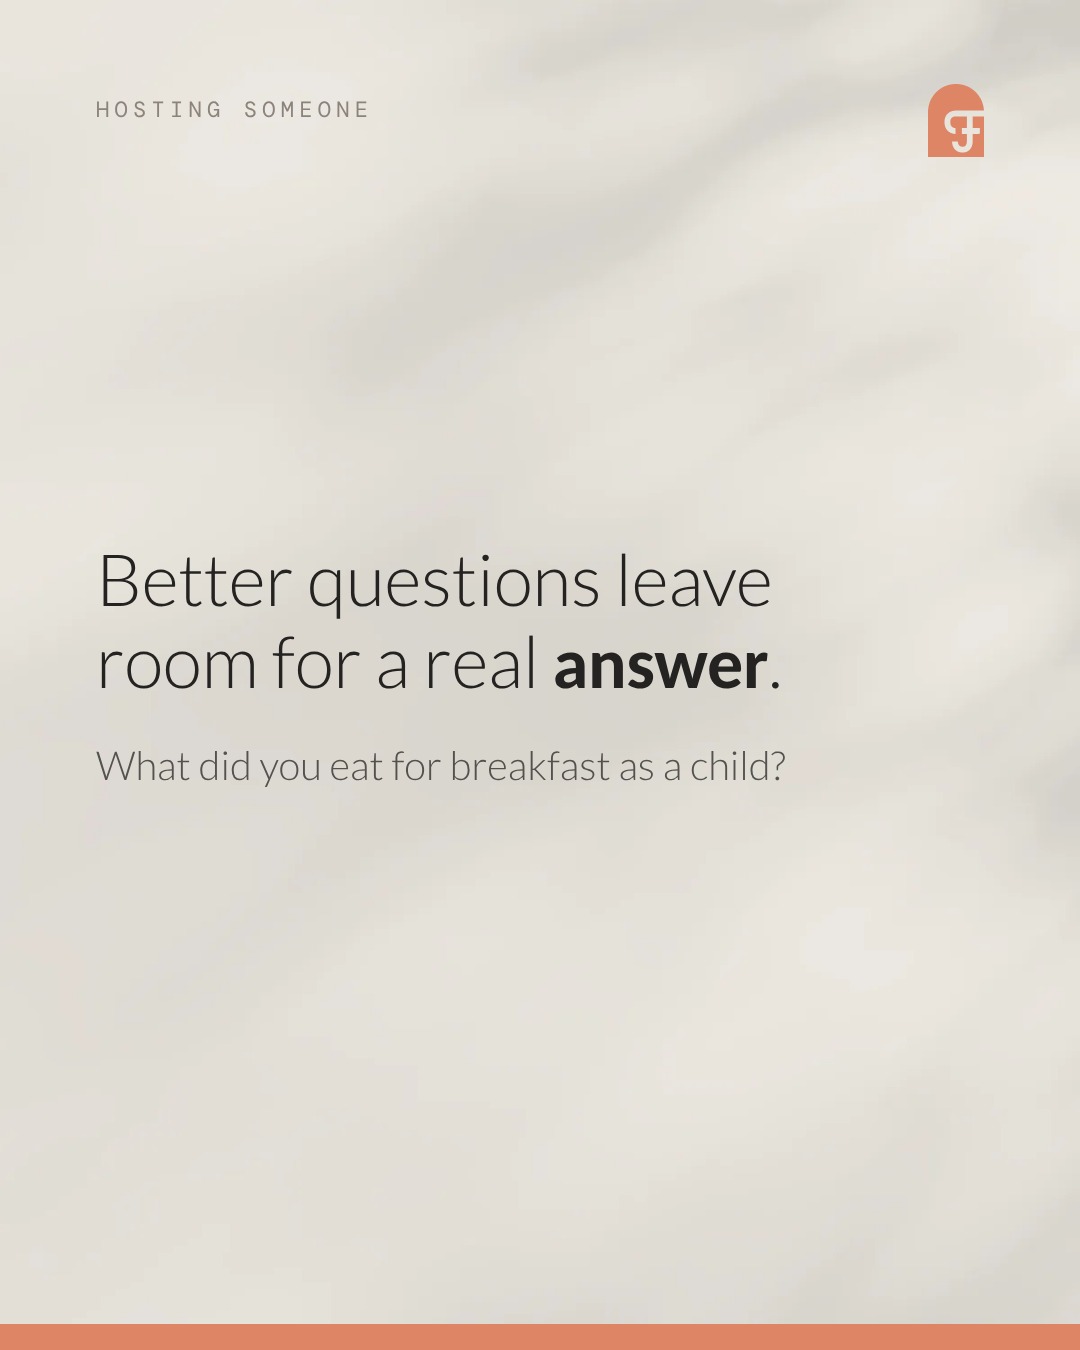 HOSTING SOMEONE
Better questions leave
room for a real answer.
What did you eat for breakfast as a child?